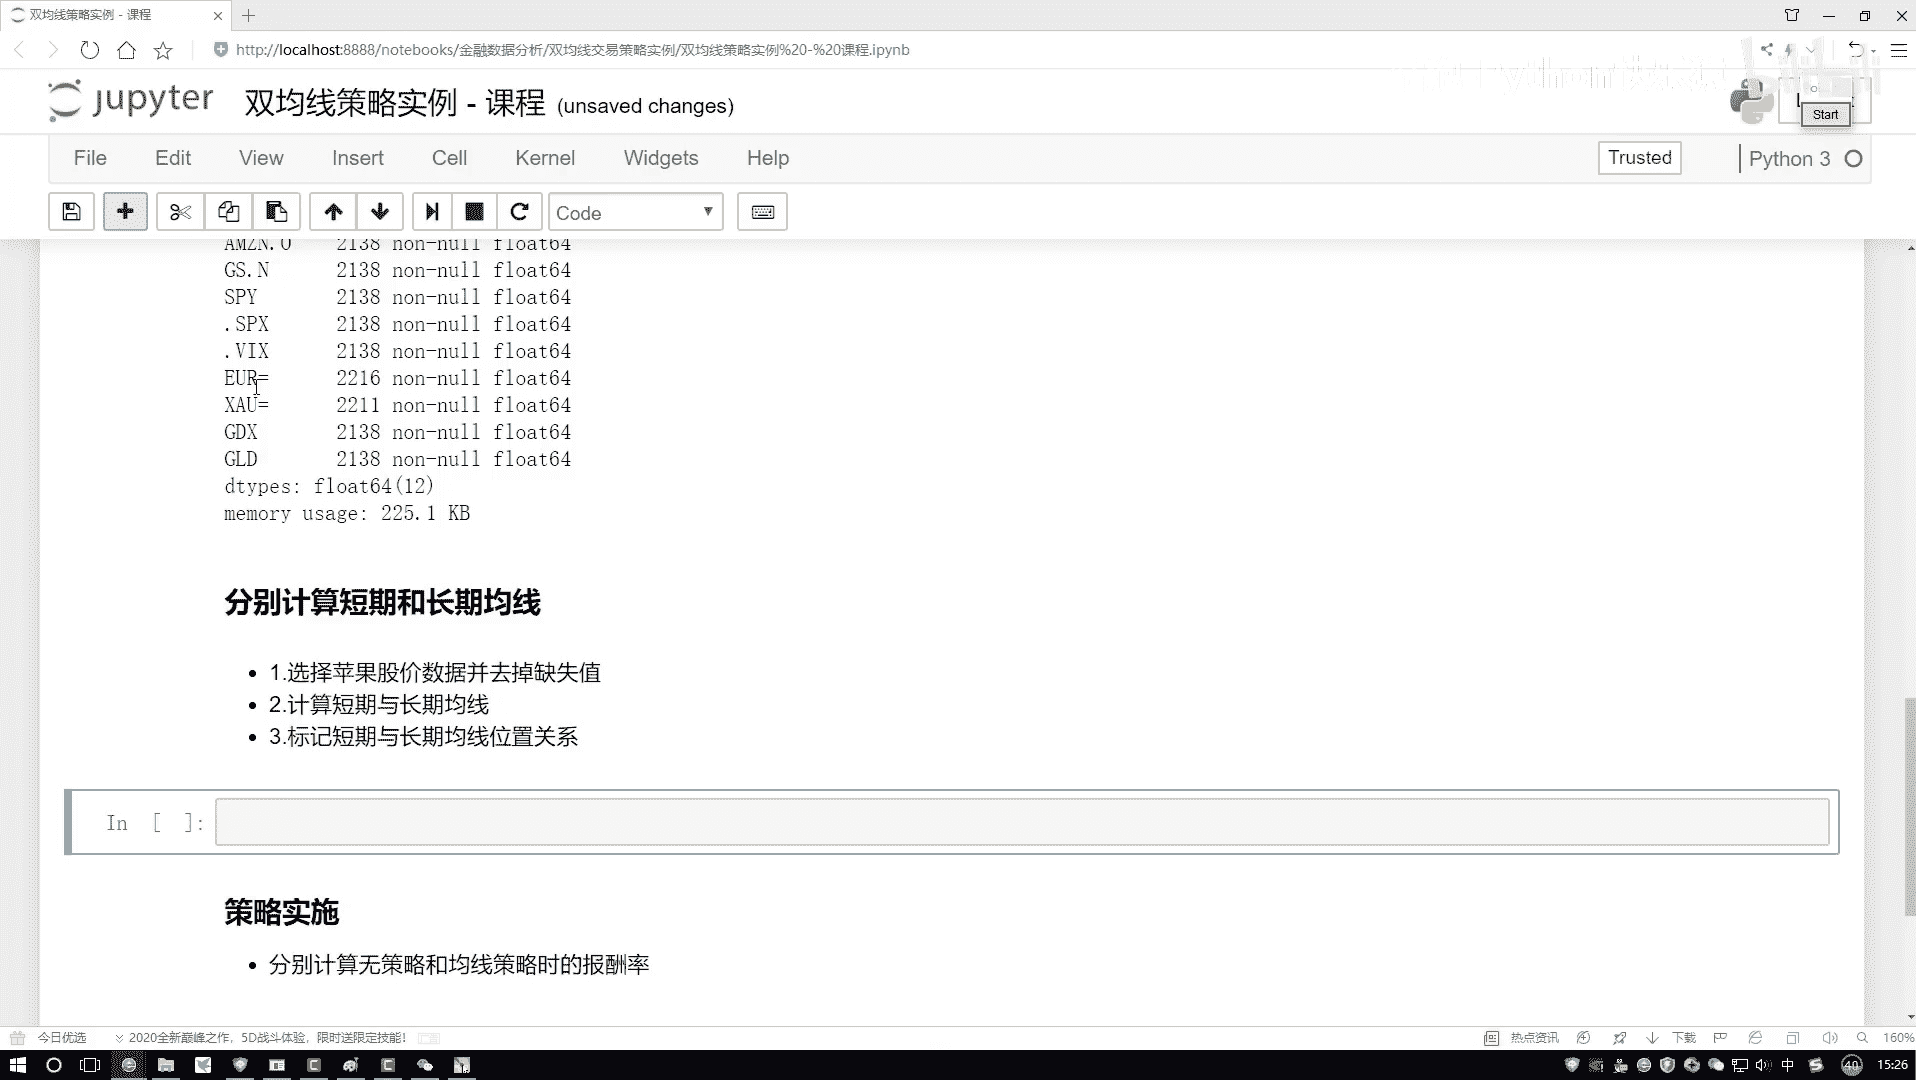 双均线策略实例 - 课程
http://localhost:8888/notebooks/金融数据分析/双均线交易策略实例/双均线策略实例%20-%20课程.ipynb
jupyter 双均线策略实例 - 课程 (unsaved changes)
Start
File Edit View Insert Cell Kernel Widgets Help Trusted Python 3
Code
AMZN.O 2138 non-null float64
GS.N 2138 non-null float64
SPY 2138 non-null float64
.SPX 2138 non-null float64
.VIX 2138 non-null float64
EUR= 2216 non-null float64
XAU= 2211 non-null float64
GDX 2138 non-null float64
GLD 2138 non-null float64
dtypes: float64(12)
memory usage: 225.1 KB
分别计算短期和长期均线
1.选择苹果股价数据并去掉缺失值
2.计算短期与长期均线
3.标记短期与长期均线位置关系
In [ ]:
策略实施
分别计算无策略和均线策略时的报酬率
今日优选 2020全新巅峰之作，5D战斗体验，限时送限定技能！ 热点资讯 下载 160%
中 40 15:26